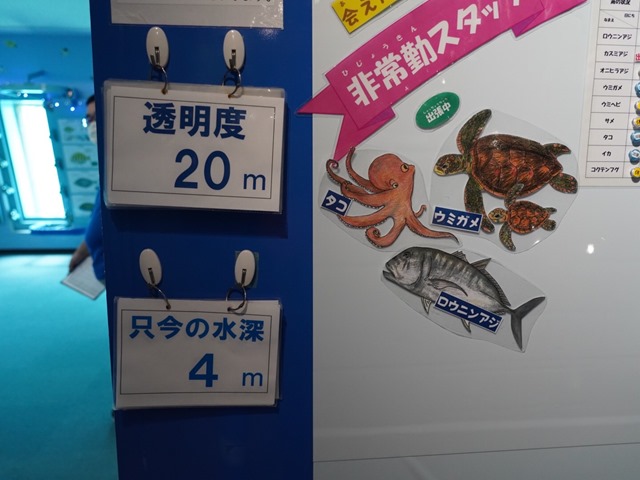 透明度
20 m
只今の水深
4 m
会え
ひじょうきん
非常勤スタッ
出張中
タコ
ウミガメ
ロウニンアジ
ロウニンアジ
カスミアジ
オニヒラアジ
ウミガメ
ウミヘビ
サメ
タコ
イカ
コクテンフグ